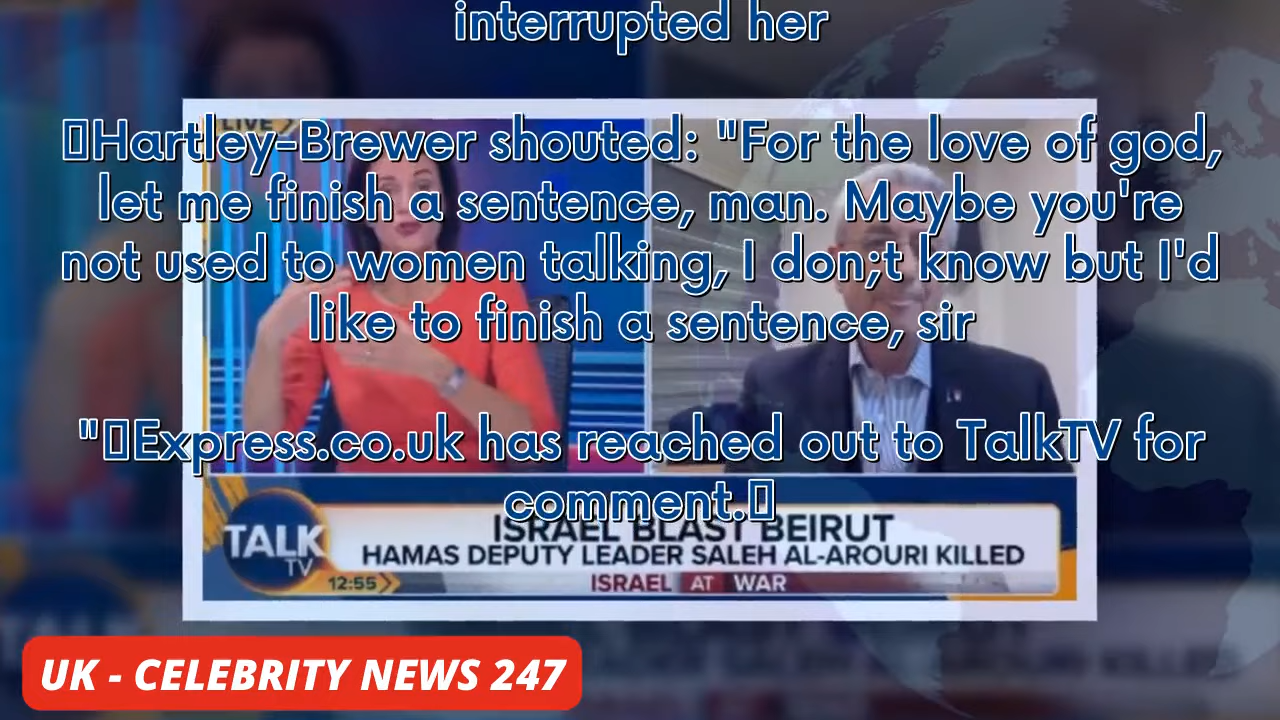 interrupted her
LIVE
▯Hartley-Brewer shouted: "For the love of god,
let me finish a sentence, man. Maybe you're
not used to women talking, I don;t know but I'd
like to finish a sentence, sir
"▯Express.co.uk has reached out to TalkTV for
comment.▯
ISRAEL BLAST BEIRUT
HAMAS DEPUTY LEADER SALEH AL-AROURI KILLED
TALK
TV
12:55
ISRAEL AT WAR
UK - CELEBRITY NEWS 247